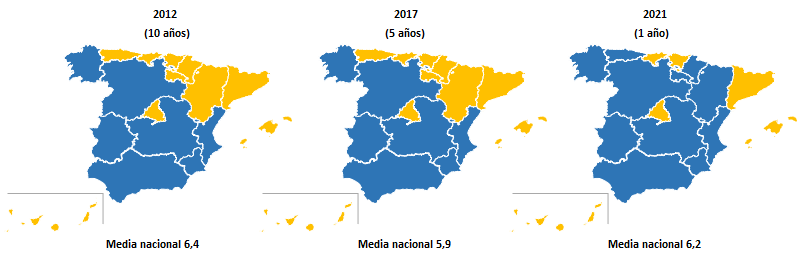 2012
(10 años)
2017
(5 años)
2021
(1 año)
Media nacional 6,4
Media nacional 5,9
Media nacional 6,2